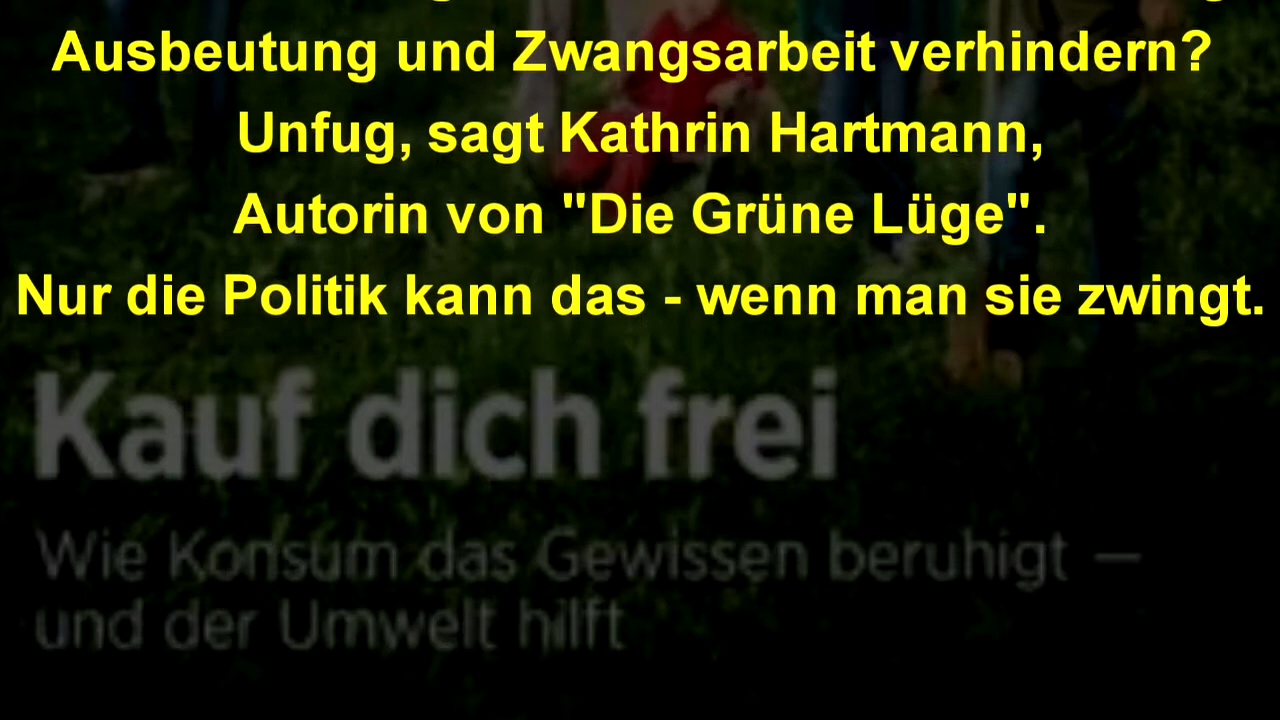 Ausbeutung und Zwangsarbeit verhindern?
Unfug, sagt Kathrin Hartmann,
Autorin von "Die Grüne Lüge".
Nur die Politik kann das - wenn man sie zwingt.
Kauf dich frei
Wie Konsum das Gewissen beruhigt –
und der Umwelt hilft